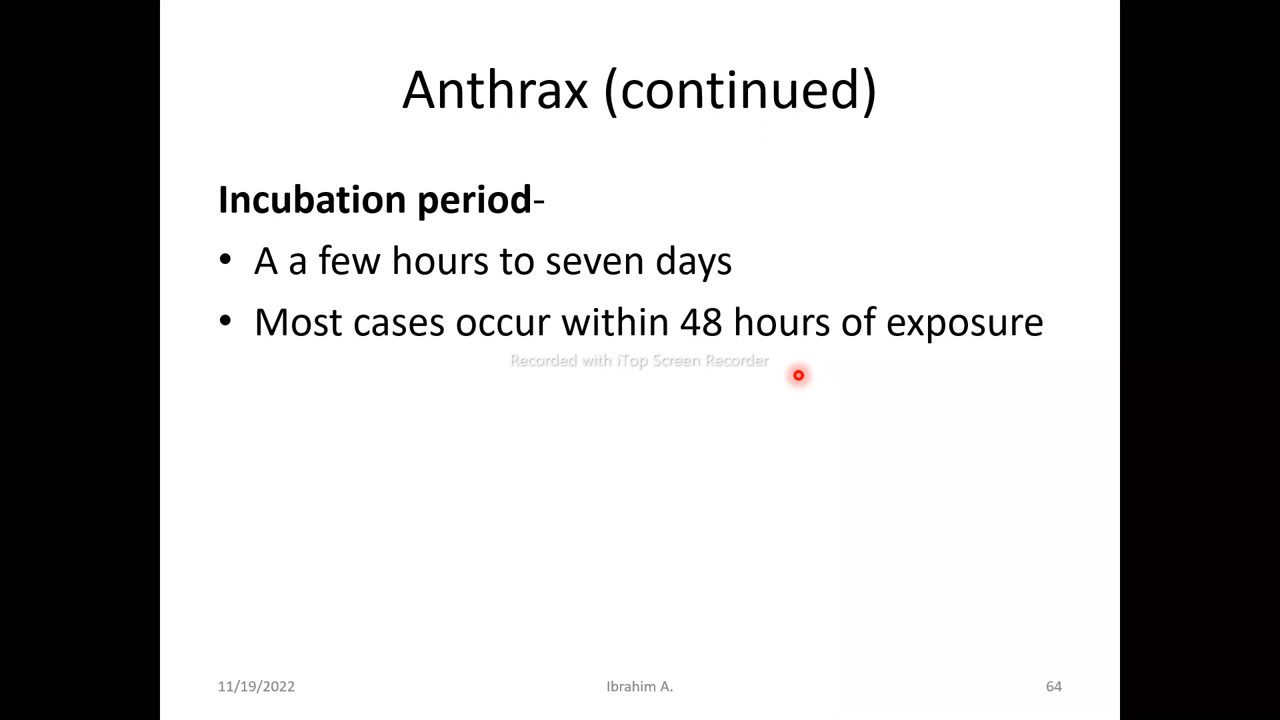 Anthrax (continued)
Incubation period-
• A a few hours to seven days
• Most cases occur within 48 hours of exposure
Recorded with iTop Screen Recorder
11/19/2022
Ibrahim A.
64